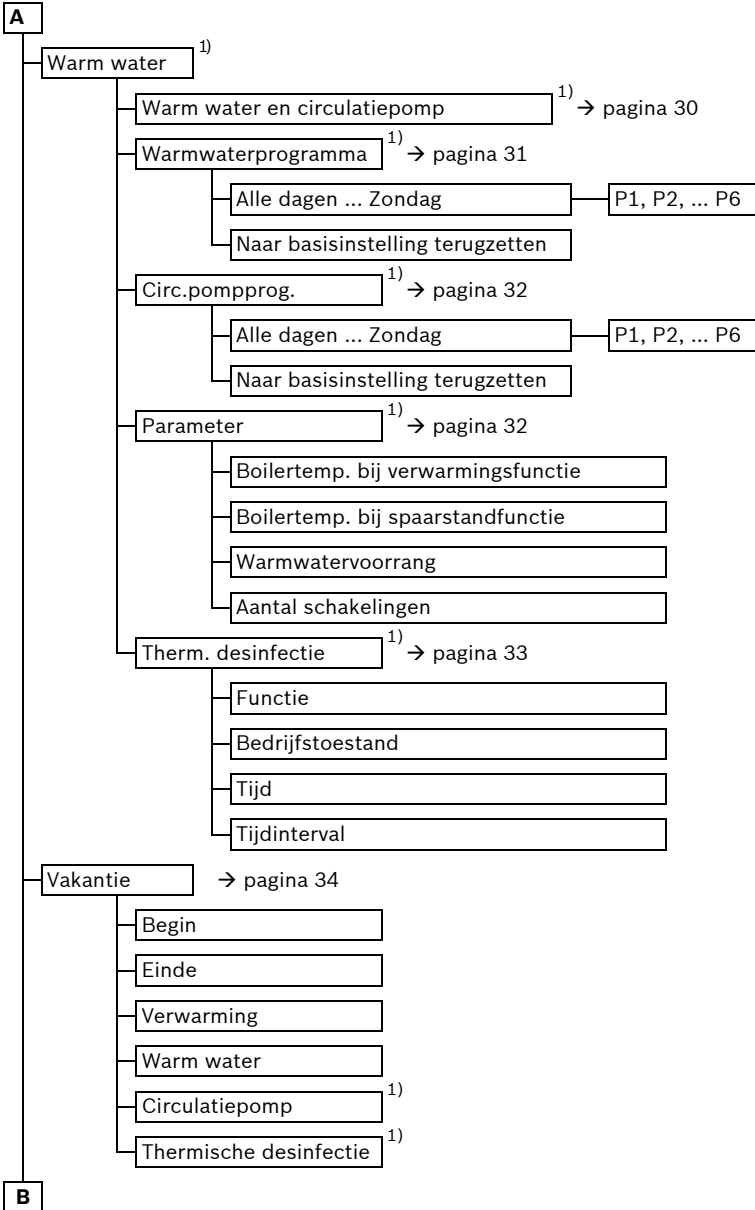 A
Warm water 1)
Warm water en circulatiepomp 1) → pagina 30
Warmwaterprogramma 1) → pagina 31
Alle dagen ... Zondag P1, P2, ... P6
Naar basisinstelling terugzetten
Circ.pompprog. 1) → pagina 32
Alle dagen ... Zondag P1, P2, ... P6
Naar basisinstelling terugzetten
Parameter 1) → pagina 32
Boilertemp. bij verwarmingsfunctie
Boilertemp. bij spaarstandfunctie
Warmwatervoorrang
Aantal schakelingen
Therm. desinfectie 1) → pagina 33
Functie
Bedrijfstoestand
Tijd
Tijdinterval
Vakantie → pagina 34
Begin
Einde
Verwarming
Warm water
Circulatiepomp 1)
Thermische desinfectie 1)
B